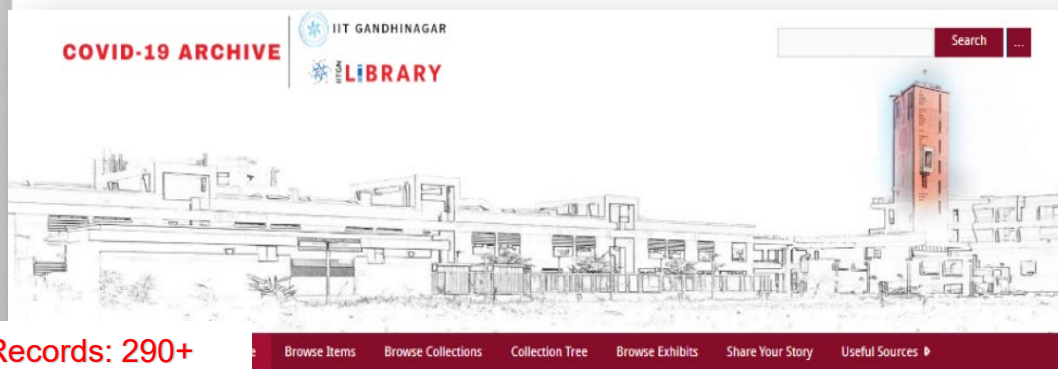 IIT GANDHINAGAR
COVID-19 ARCHIVE
IITGN LiBRARY
Search ...
Records: 290+
e Browse Items Browse Collections Collection Tree Browse Exhibits Share Your Story Useful Sources